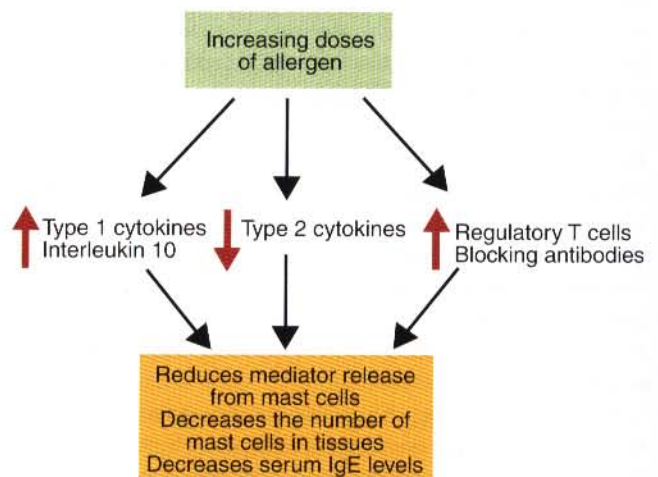 Increasing doses
of allergen
Type 1 cytokines
Interleukin 10
Type 2 cytokines
Regulatory T cells
Blocking antibodies
Reduces mediator release
from mast cells
Decreases the number of
mast cells in tissues
Decreases serum IgE levels